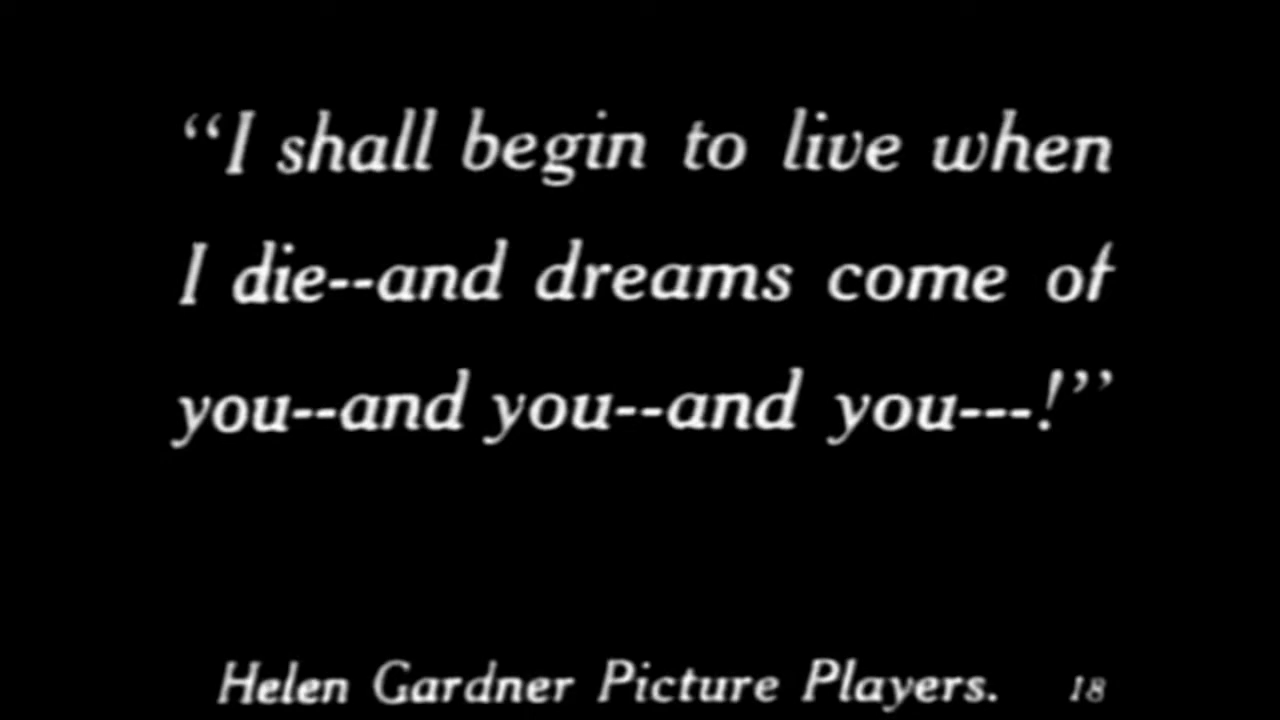 “I shall begin to live when
I die--and dreams come of
you--and you--and you---!”
Helen Gardner Picture Players. 18